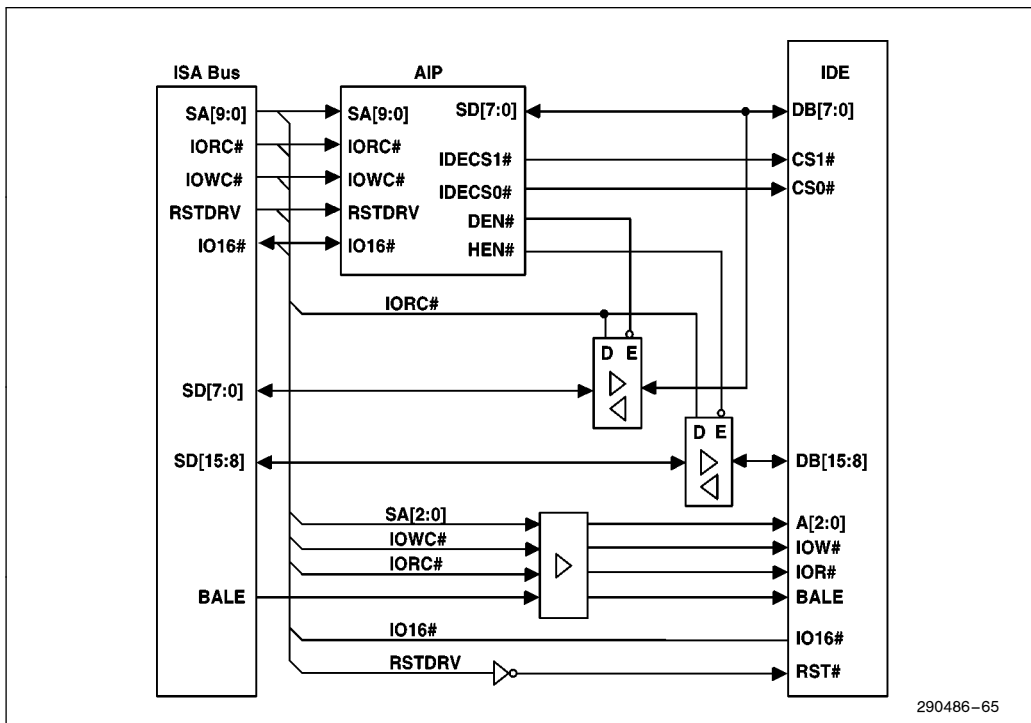 ISA Bus
AIP
IDE
SA[9:0]
SA[9:0]
SD[7:0]
DB[7:0]
IORC#
IORC#
IDECS1#
CS1#
IOWC#
IOWC#
IDECS0#
CS0#
RSTDRV
RSTDRV
DEN#
IO16#
IO16#
HEN#
IORC#
D E
SD[7:0]
D E
SD[15:8]
DB[15:8]
SA[2:0]
A[2:0]
IOWC#
IOW#
IORC#
IOR#
BALE
BALE
IO16#
IO16#
RSTDRV
RST#
290486–65